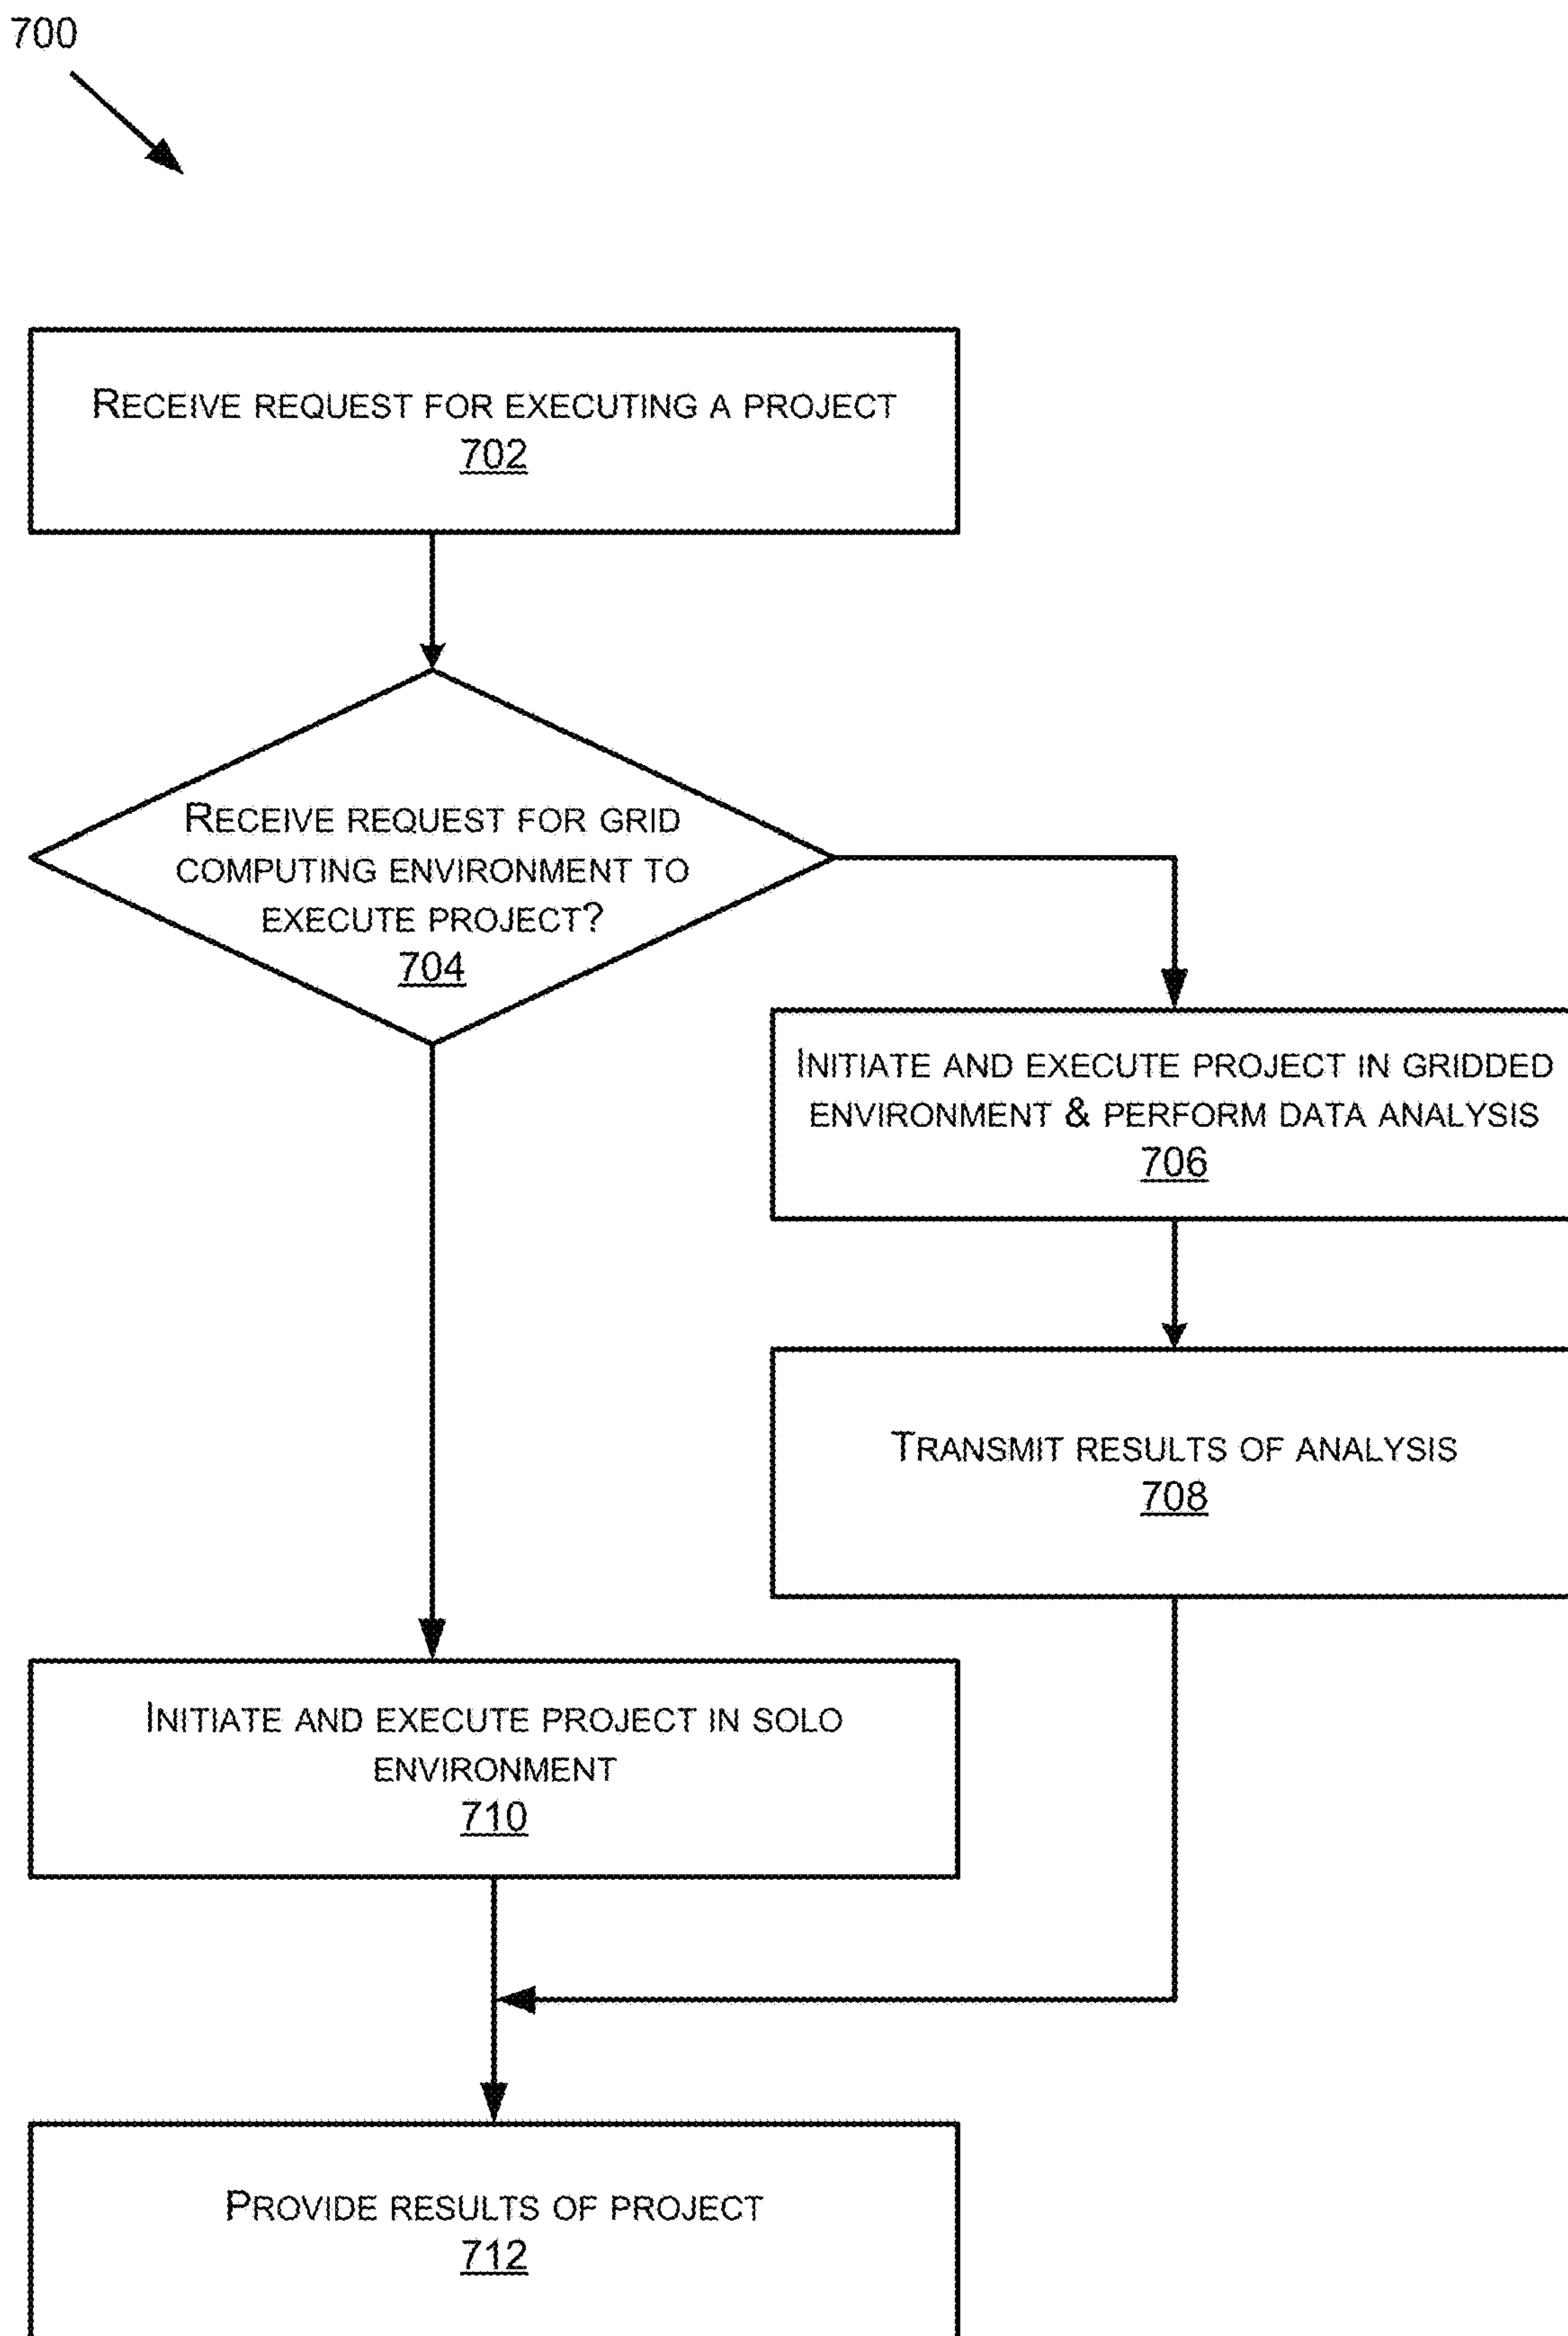 700
RECEIVE REQUEST FOR EXECUTING A PROJECT
702
RECEIVE REQUEST FOR GRID
COMPUTING ENVIRONMENT TO
EXECUTE PROJECT?
704
INITIATE AND EXECUTE PROJECT IN GRIDDED
ENVIRONMENT & PERFORM DATA ANALYSIS
706
TRANSMIT RESULTS OF ANALYSIS
708
INITIATE AND EXECUTE PROJECT IN SOLO
ENVIRONMENT
710
PROVIDE RESULTS OF PROJECT
712